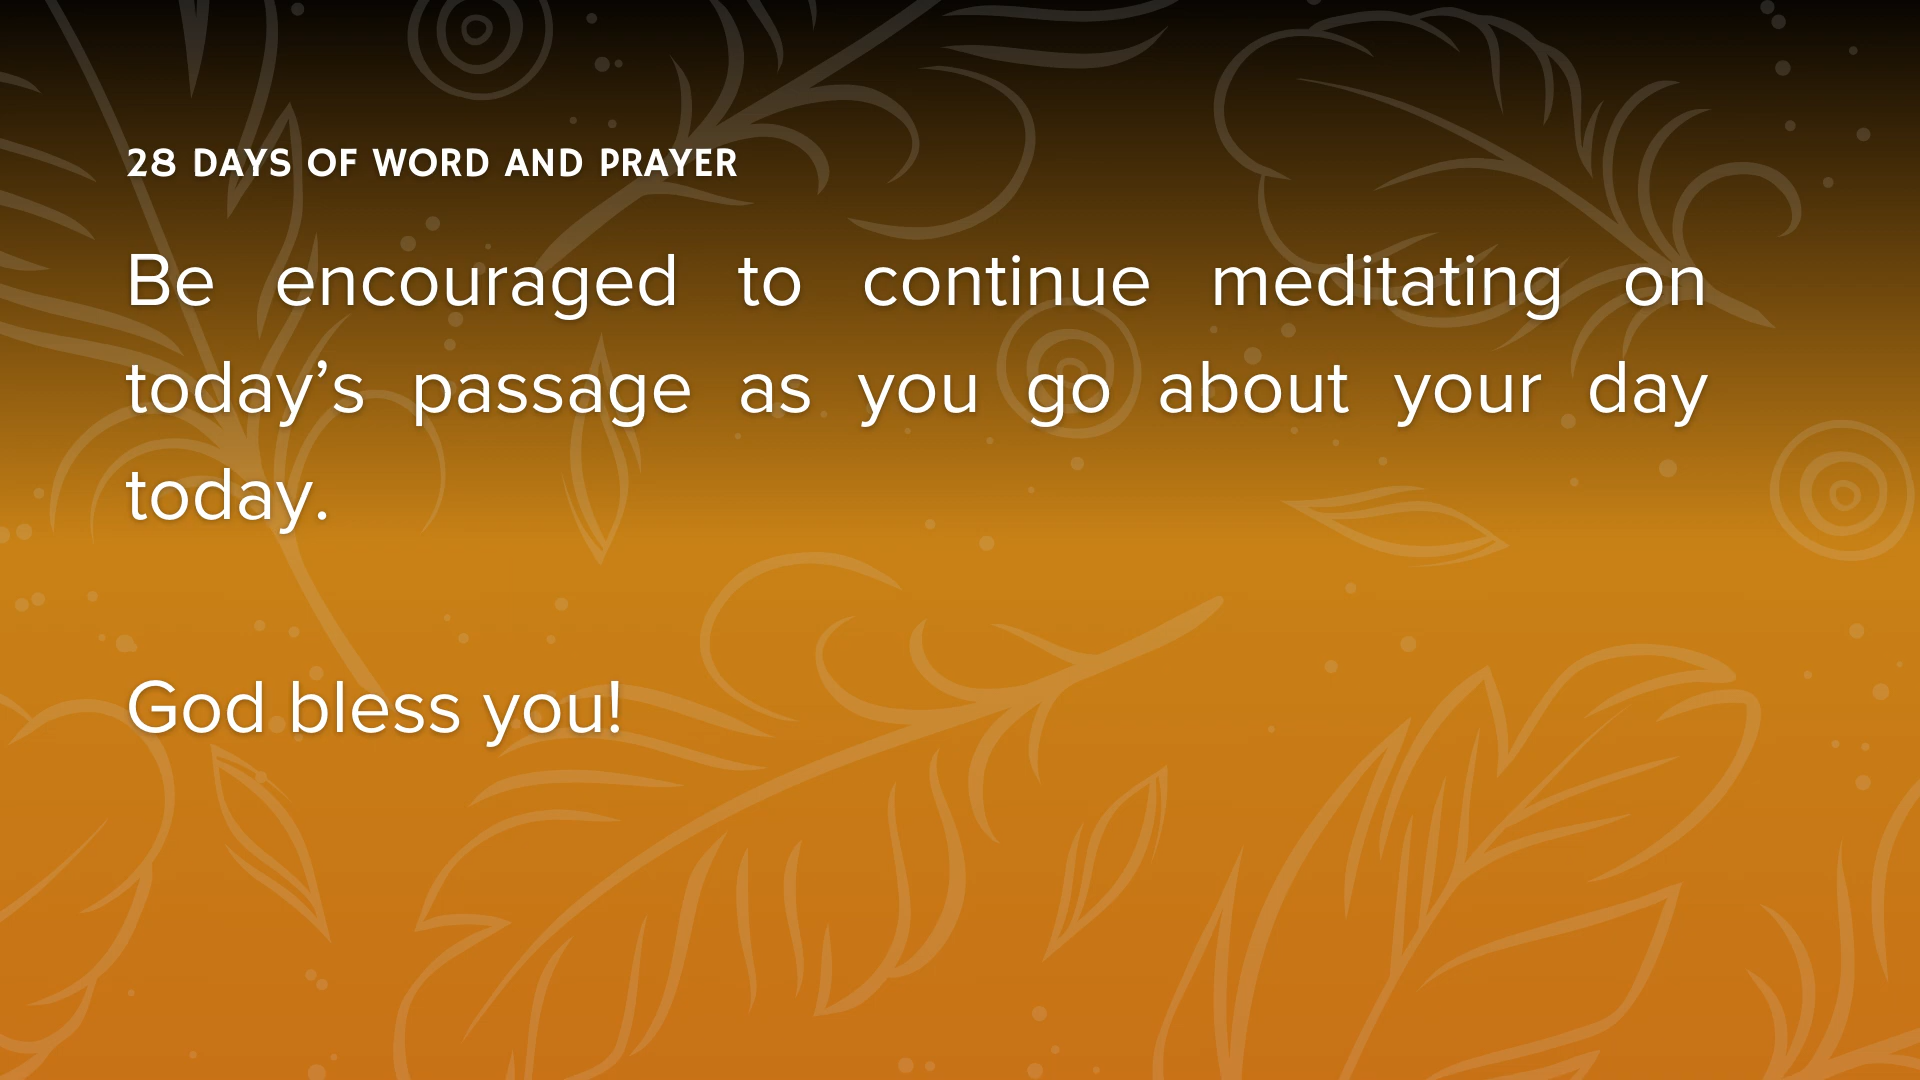 28 DAYS OF WORD AND PRAYER
Be encouraged to continue meditating on
today’s passage as you go about your day
today.
God bless you!